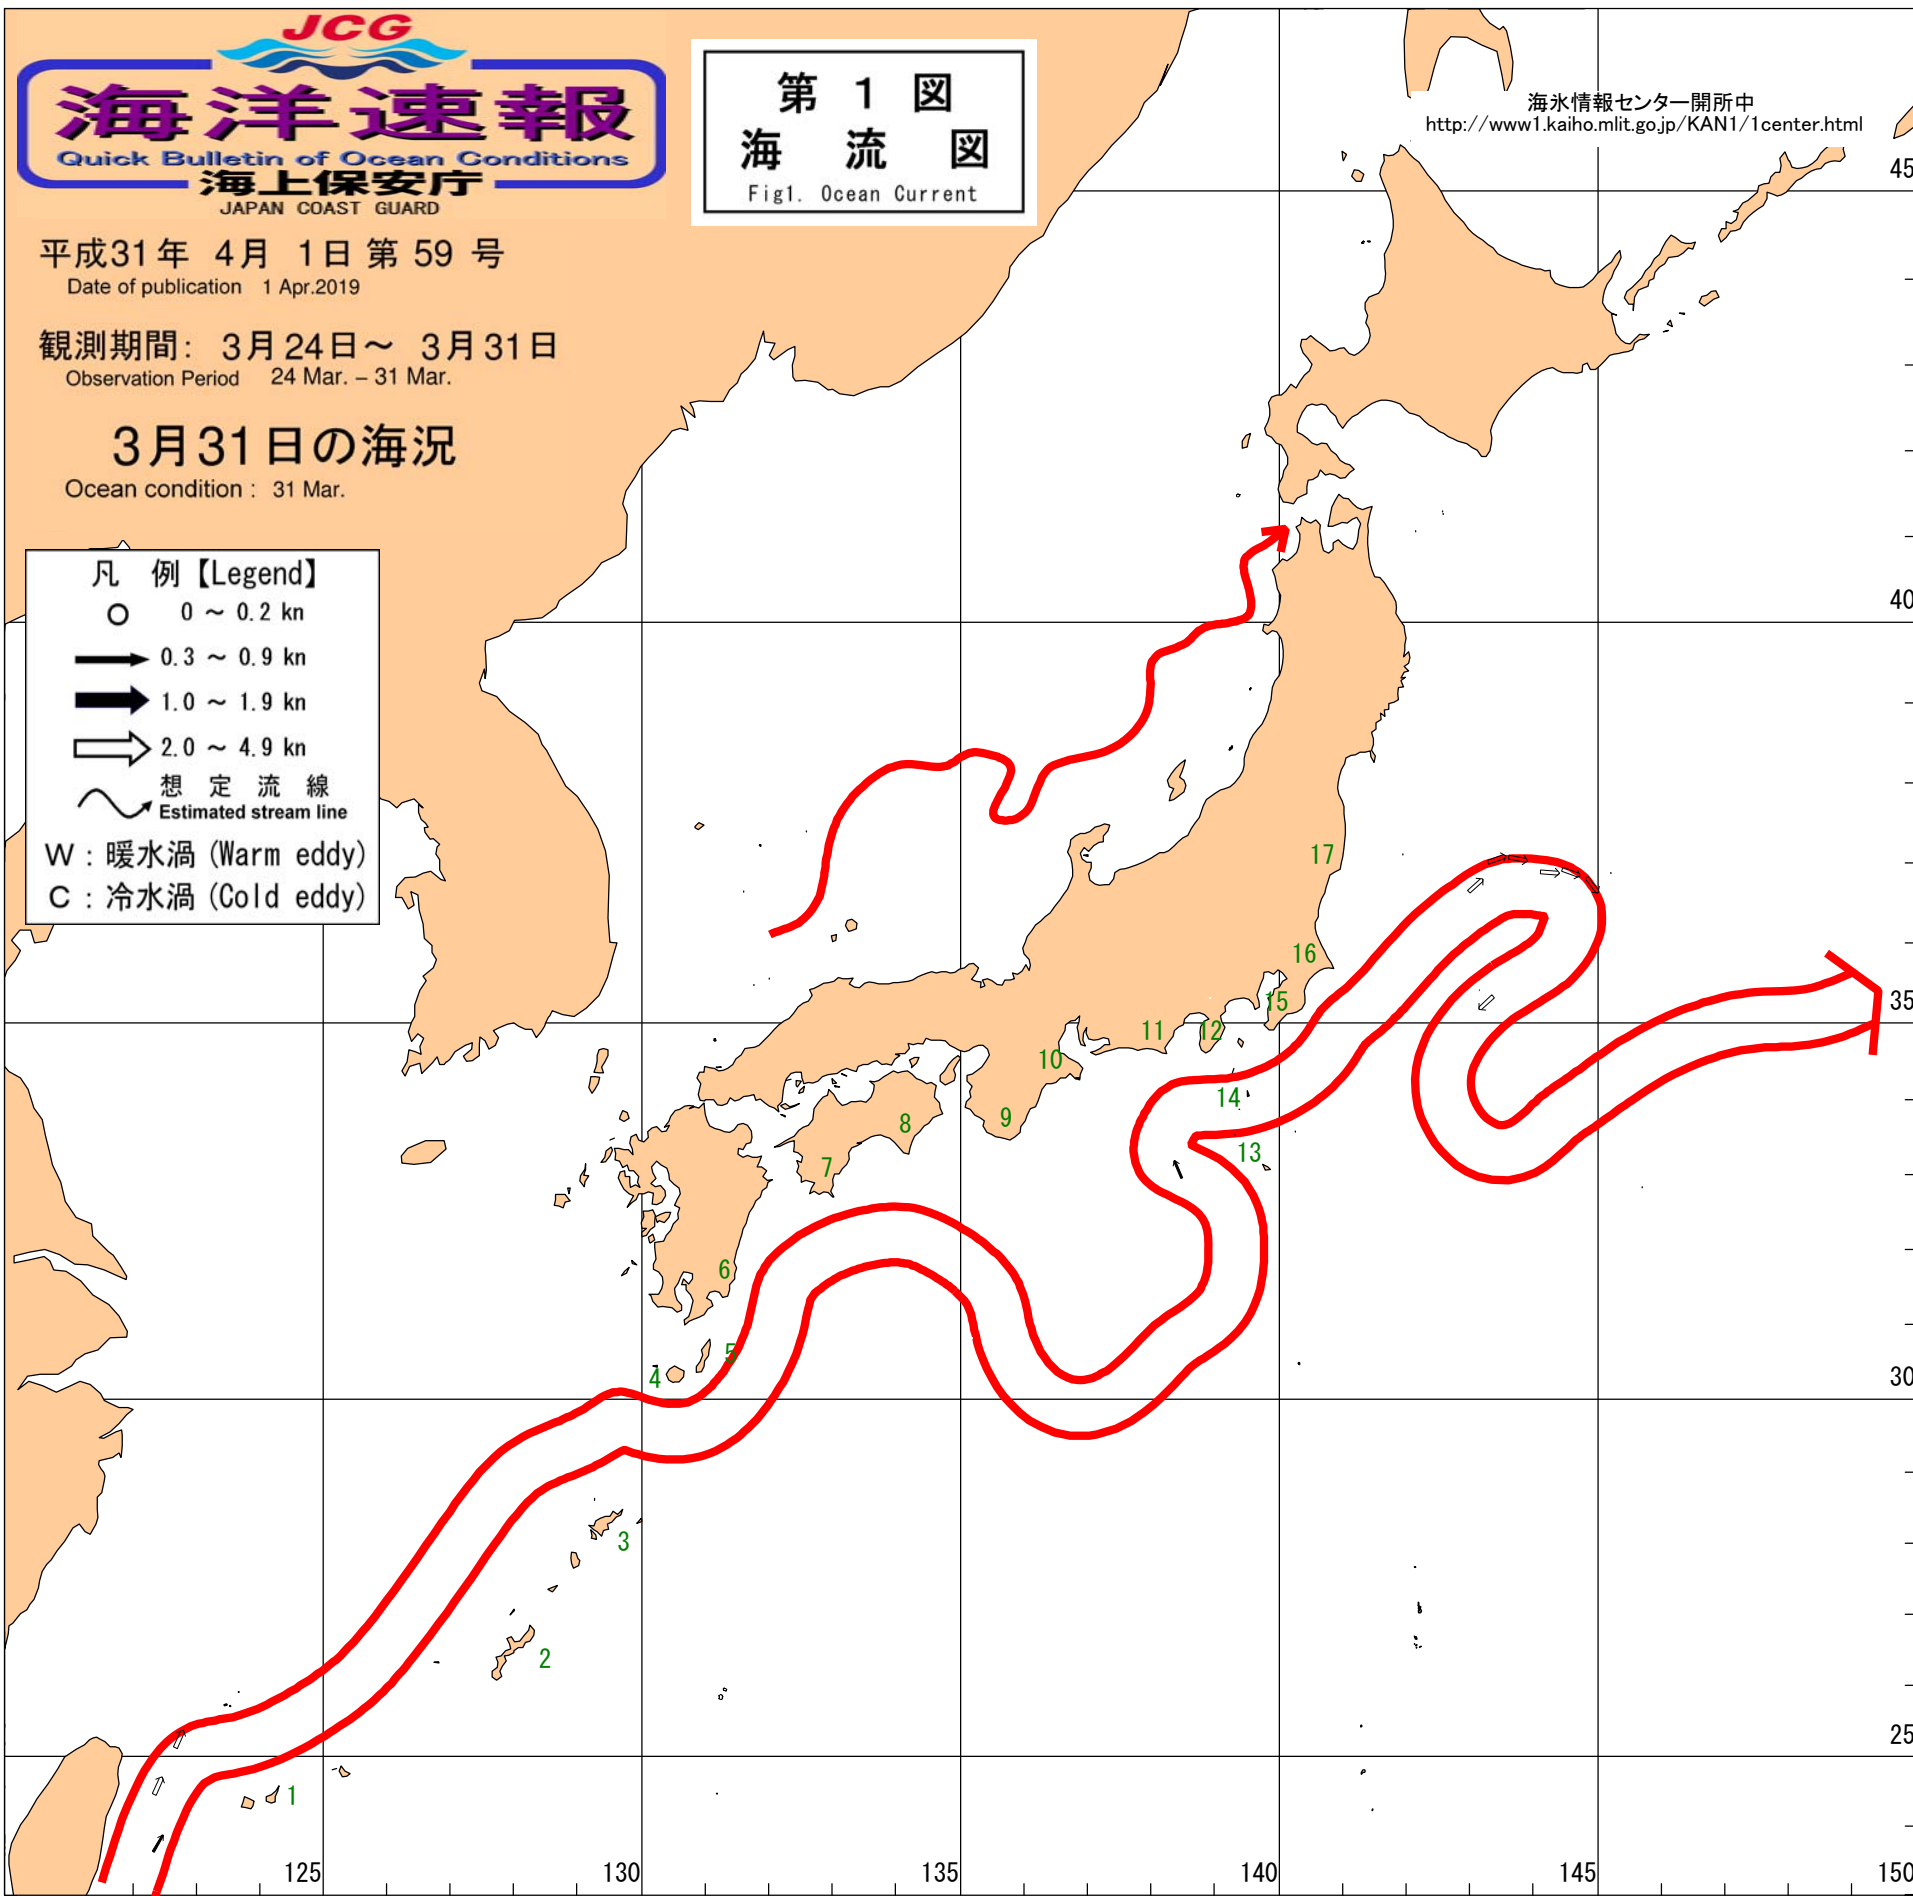 JCG
海洋速報
Quick Bulletin of Ocean Conditions
海上保安庁
JAPAN COAST GUARD
第 1 図
海 流 図
Fig1. Ocean Current
海氷情報センター開所中
http://www1.kaiho.mlit.go.jp/KAN1/1center.html
平成31年 4月 1日 第 59 号
Date of publication 1 Apr.2019
観測期間: 3月24日～ 3月31日
Observation Period 24 Mar. – 31 Mar.
3月31日の海況
Ocean condition : 31 Mar.
凡 例【Legend】
0 ～ 0.2 kn
0.3 ～ 0.9 kn
1.0 ～ 1.9 kn
2.0 ～ 4.9 kn
想 定 流 線
Estimated stream line
W : 暖水渦 (Warm eddy)
C : 冷水渦 (Cold eddy)
45
40
35
30
25
17
16
15
12
11
10
14
9
8
13
7
6
5
4
3
2
1
125
130
135
140
145
150